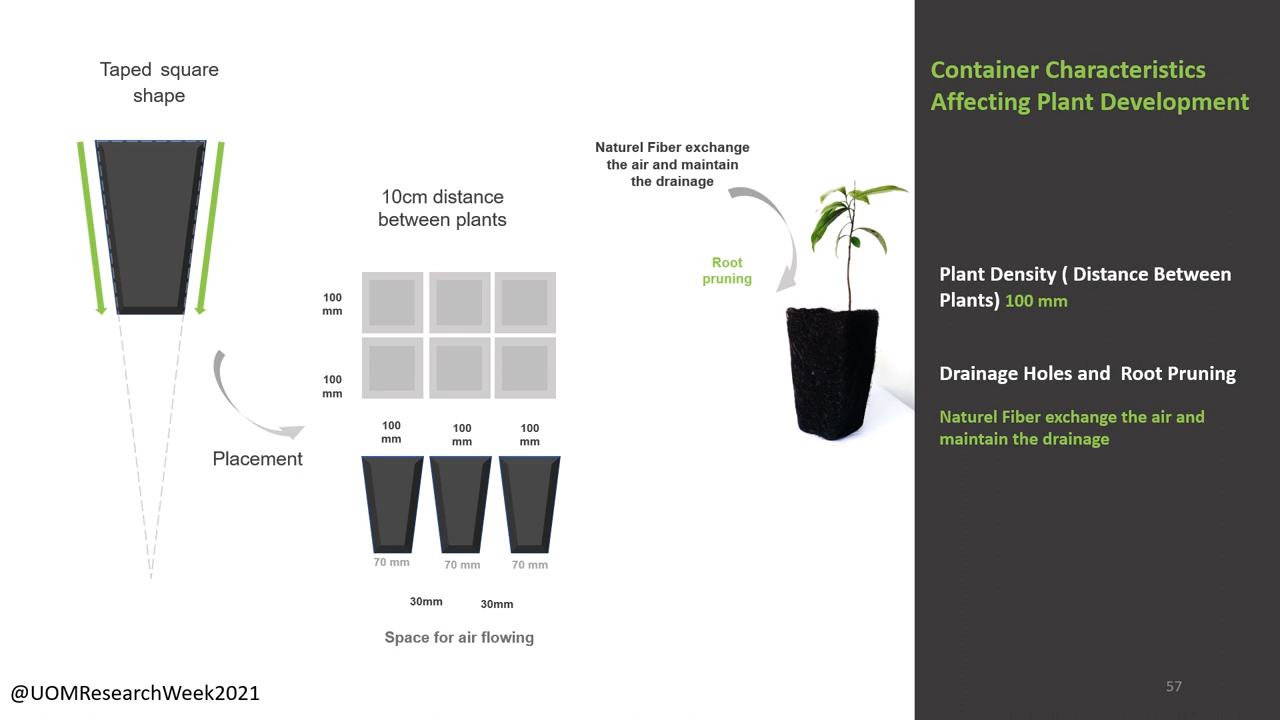 Taped square
shape
10cm distance
between plants
100
mm
100
mm
100
mm
100
mm
100
mm
70 mm
70 mm
70 mm
30mm
30mm
Space for air flowing
Placement
Naturel Fiber exchange
the air and maintain
the drainage
Root
pruning
Container Characteristics
Affecting Plant Development
Plant Density ( Distance Between
Plants) 100 mm
Drainage Holes and Root Pruning
Naturel Fiber exchange the air and
maintain the drainage
@UOMResearchWeek2021
57